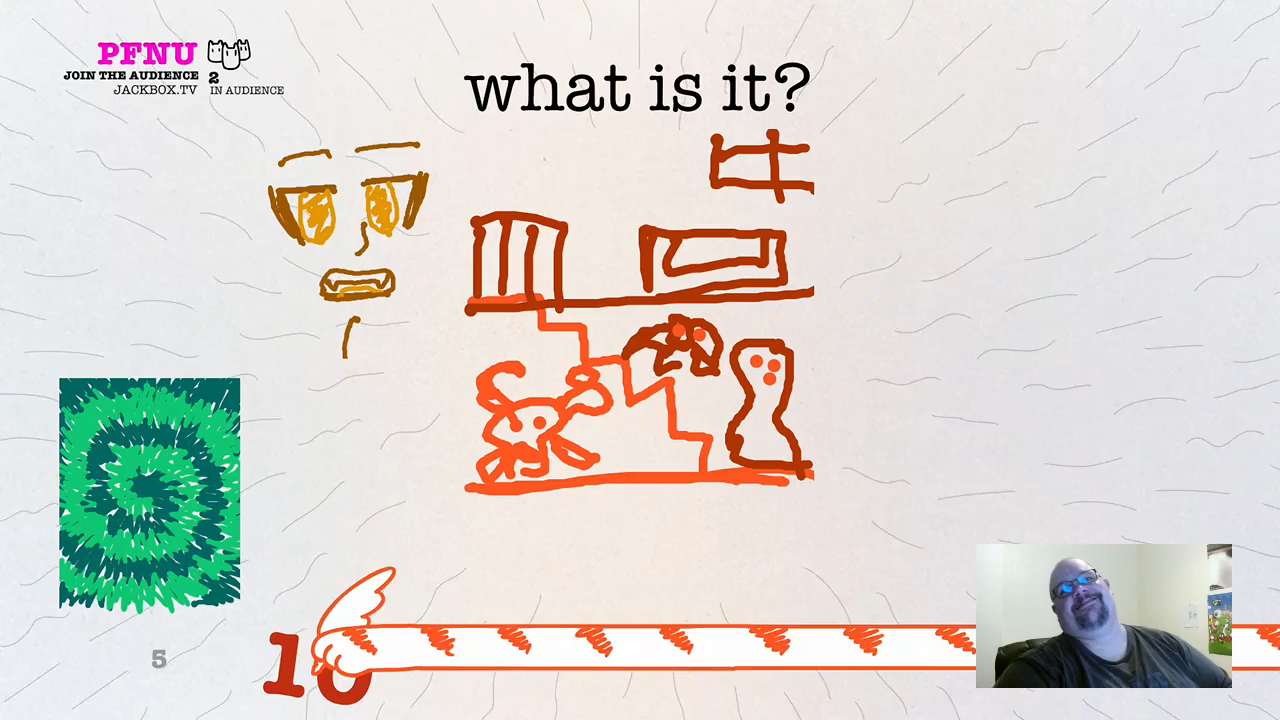 PFNU
JOIN THE AUDIENCE
JACKBOX.TV
2
IN AUDIENCE
what is it?
5
10